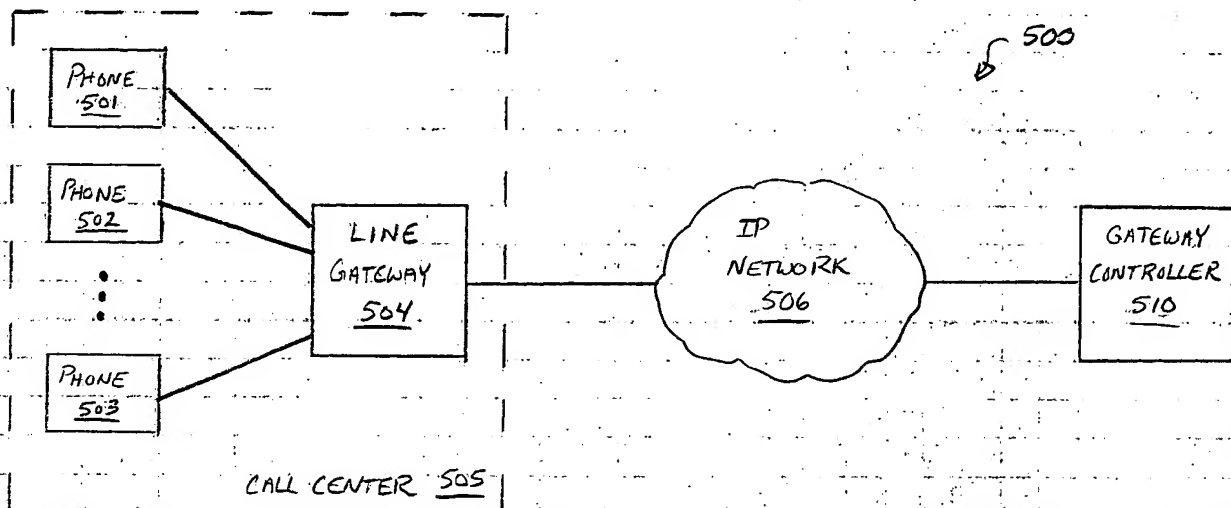 500
PHONE
501
PHONE
502
PHONE
503
LINE
GATEWAY
504
CALL CENTER 505
IP
NETWORK
506
GATEWAY
CONTROLLER
510